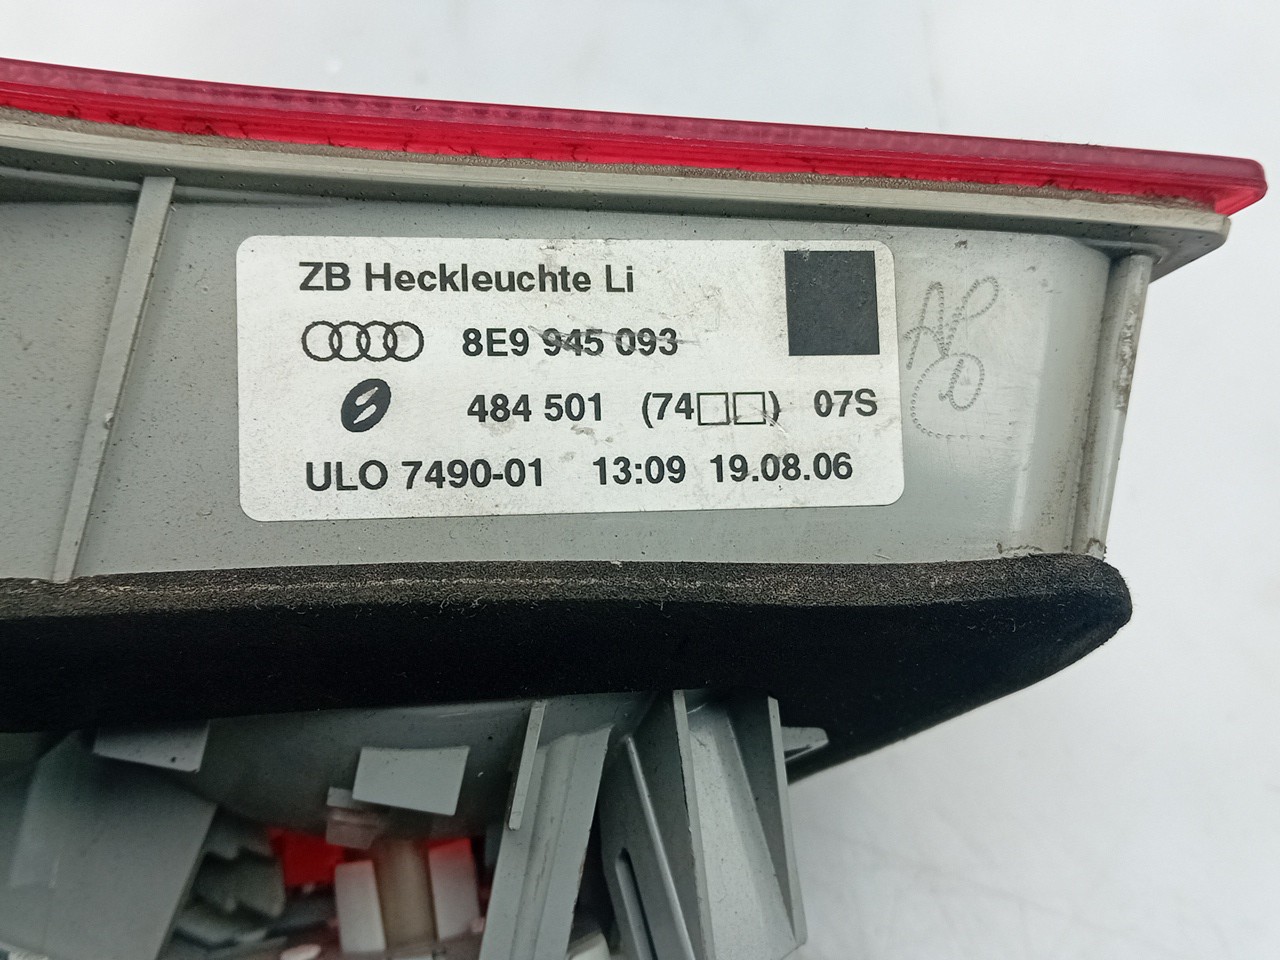 ZB Heckleuchte Li
8E9 945 093
484 501 (74□□) 07S
ULO 7490-01 13:09 19.08.06